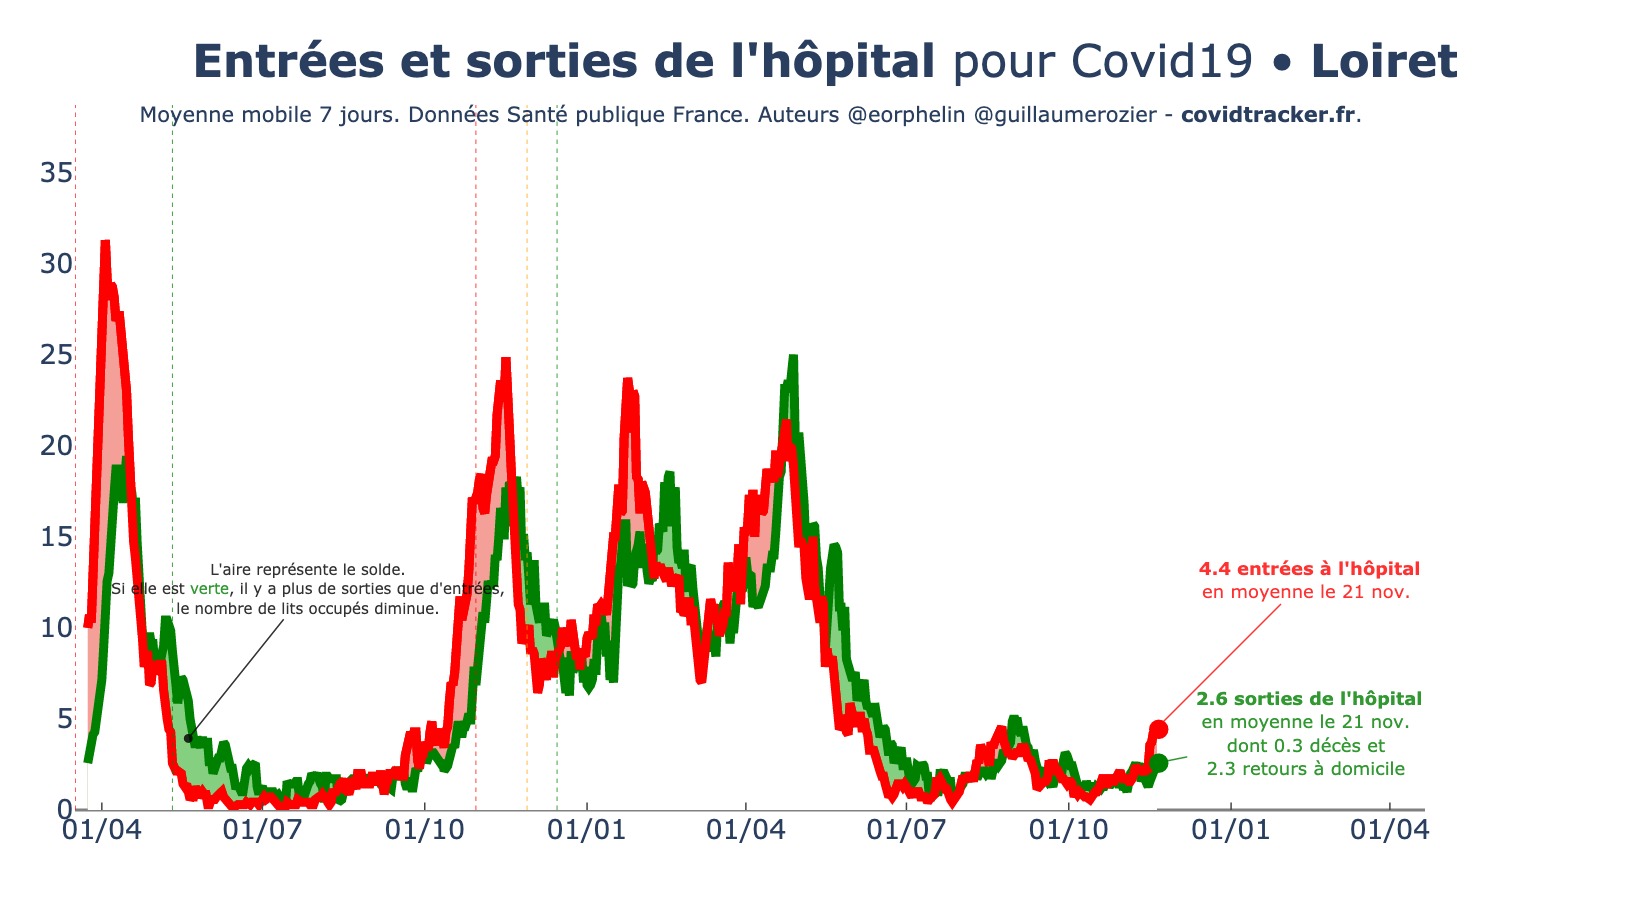 Entrées et sorties de l'hôpital pour Covid19 • Loiret
Moyenne mobile 7 jours. Données Santé publique France. Auteurs @eorphelin @guillaumerozier - covidtracker.fr.
35
30
25
20
15
10
5
0
L'aire représente le solde.
Si elle est verte, il y a plus de sorties que d'entrées,
le nombre de lits occupés diminue.
4.4 entrées à l'hôpital
en moyenne le 21 nov.
2.6 sorties de l'hôpital
en moyenne le 21 nov.
dont 0.3 décès et
2.3 retours à domicile
01/04 01/07 01/10 01/01 01/04 01/07 01/10 01/01 01/04